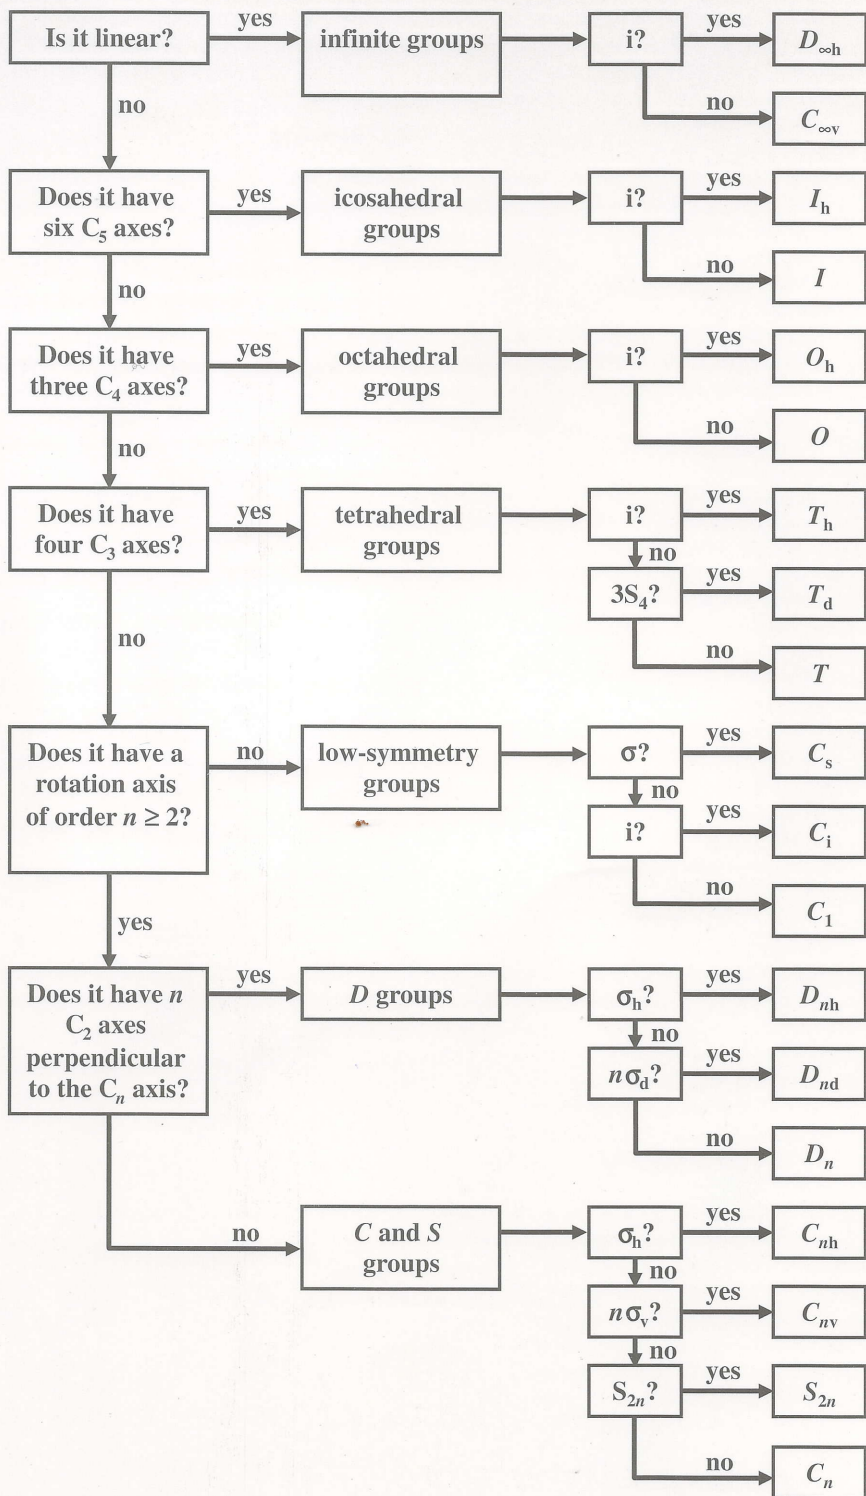 Is it linear?
yes
infinite groups
i?
yes
D∞h
no
C∞v
no
Does it have
six C5 axes?
yes
icosahedral
groups
i?
yes
Ih
no
I
no
Does it have
three C4 axes?
yes
octahedral
groups
i?
yes
Oh
no
O
no
Does it have
four C3 axes?
yes
tetrahedral
groups
i?
yes
Th
no
3S4?
yes
Td
no
T
no
Does it have a
rotation axis
of order n ≥ 2?
no
low-symmetry
groups
σ?
yes
Cs
no
i?
yes
Ci
no
C1
yes
Does it have n
C2 axes
perpendicular
to the Cn axis?
yes
D groups
σh?
yes
Dnh
no
nσd?
yes
Dnd
no
Dn
no
C and S
groups
σh?
yes
Cnh
no
nσv?
yes
Cnv
no
S2n?
yes
S2n
no
Cn